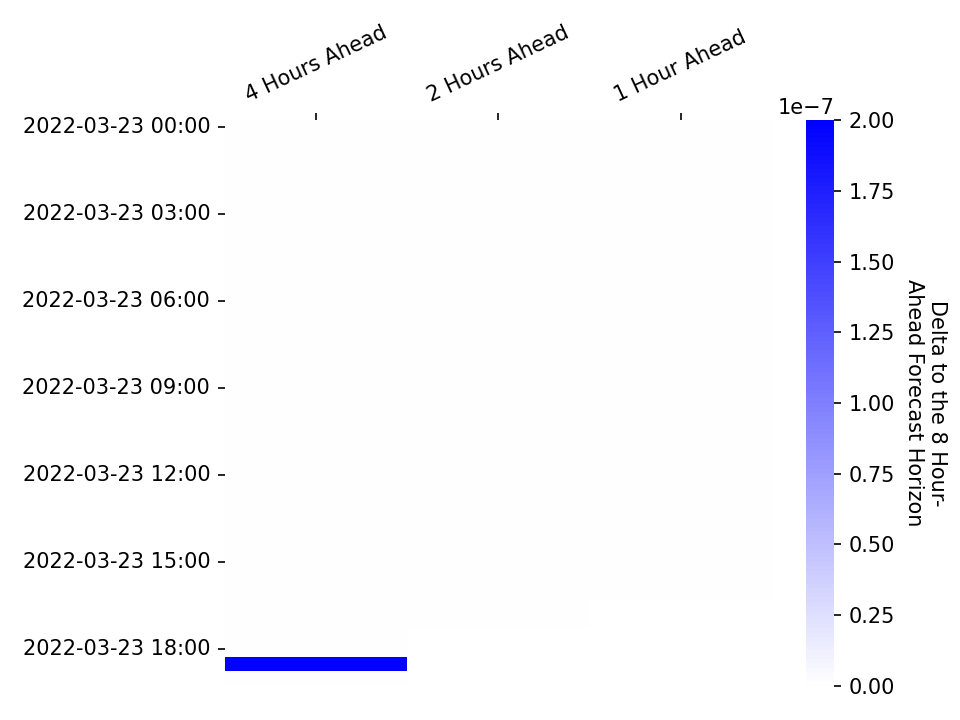 4 Hours Ahead
2 Hours Ahead
1 Hour Ahead
1e−7
2022-03-23 00:00
2022-03-23 03:00
2022-03-23 06:00
2022-03-23 09:00
2022-03-23 12:00
2022-03-23 15:00
2022-03-23 18:00
2.00
1.75
1.50
1.25
1.00
0.75
0.50
0.25
0.00
Delta to the 8 Hour-
Ahead Forecast Horizon